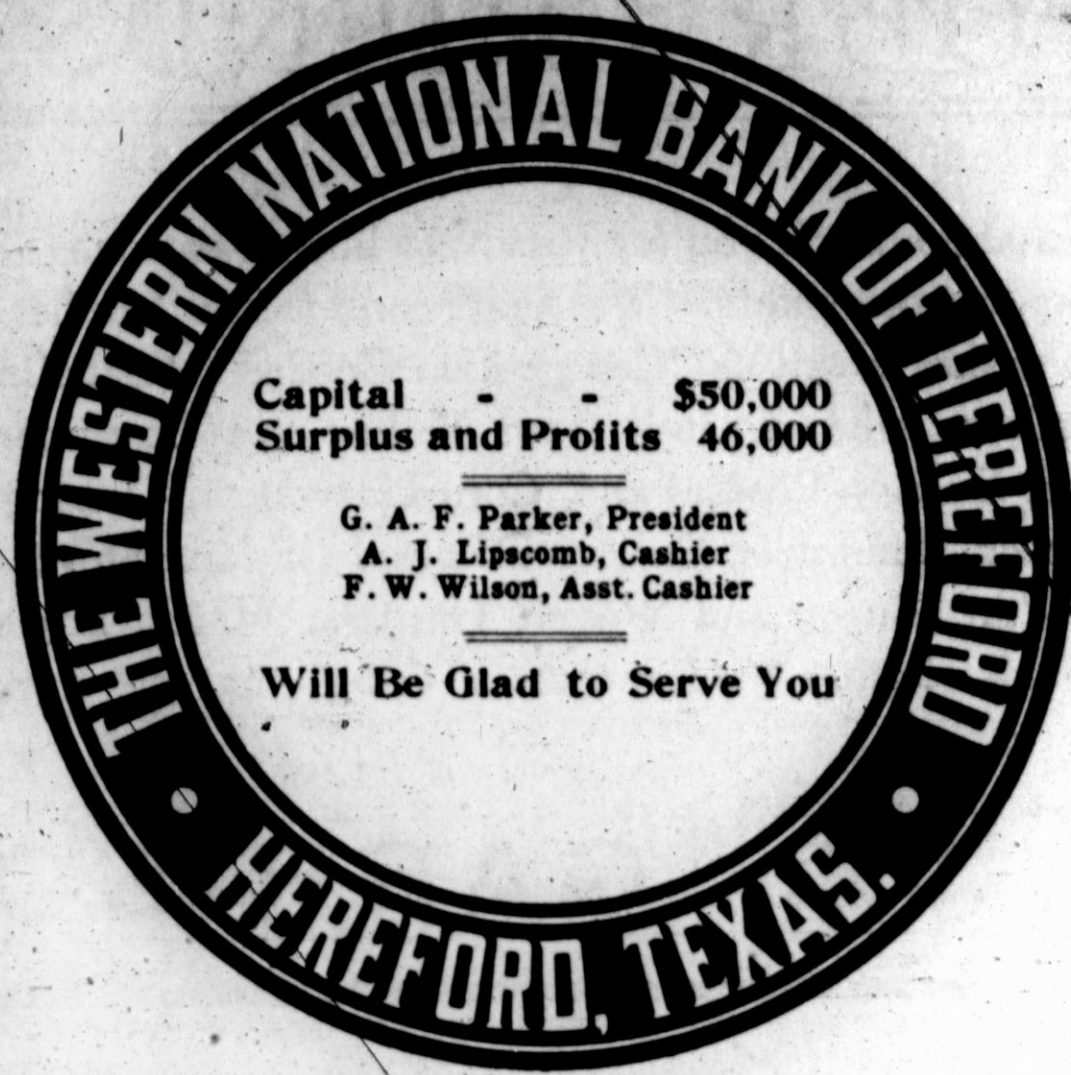 THE WESTERN NATIONAL BANK OF HEREFORD
Capital - - $50,000
Surplus and Profits 46,000
G. A. F. Parker, President
A. J. Lipscomb, Cashier
F. W. Wilson, Asst. Cashier
Will Be Glad to Serve You
HEREFORD, TEXAS.